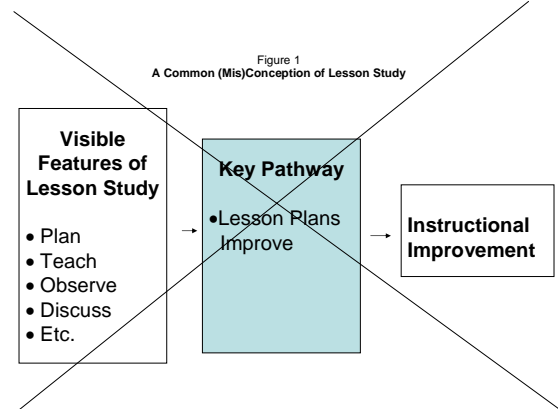 Figure 1
A Common (Mis)Conception of Lesson Study
Visible
Features of
Lesson Study
• Plan
• Teach
• Observe
• Discuss
• Etc.
Key Pathway
•Lesson Plans
Improve
Instructional
Improvement